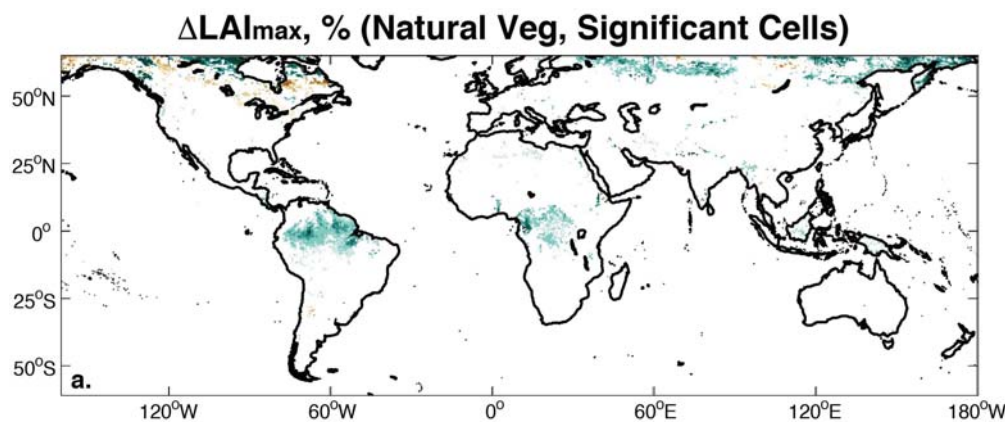 ΔLAImax, % (Natural Veg, Significant Cells)
50°N
25°N
0°
25°S
50°S
a.
120°W 60°W 0° 60°E 120°E 180°W